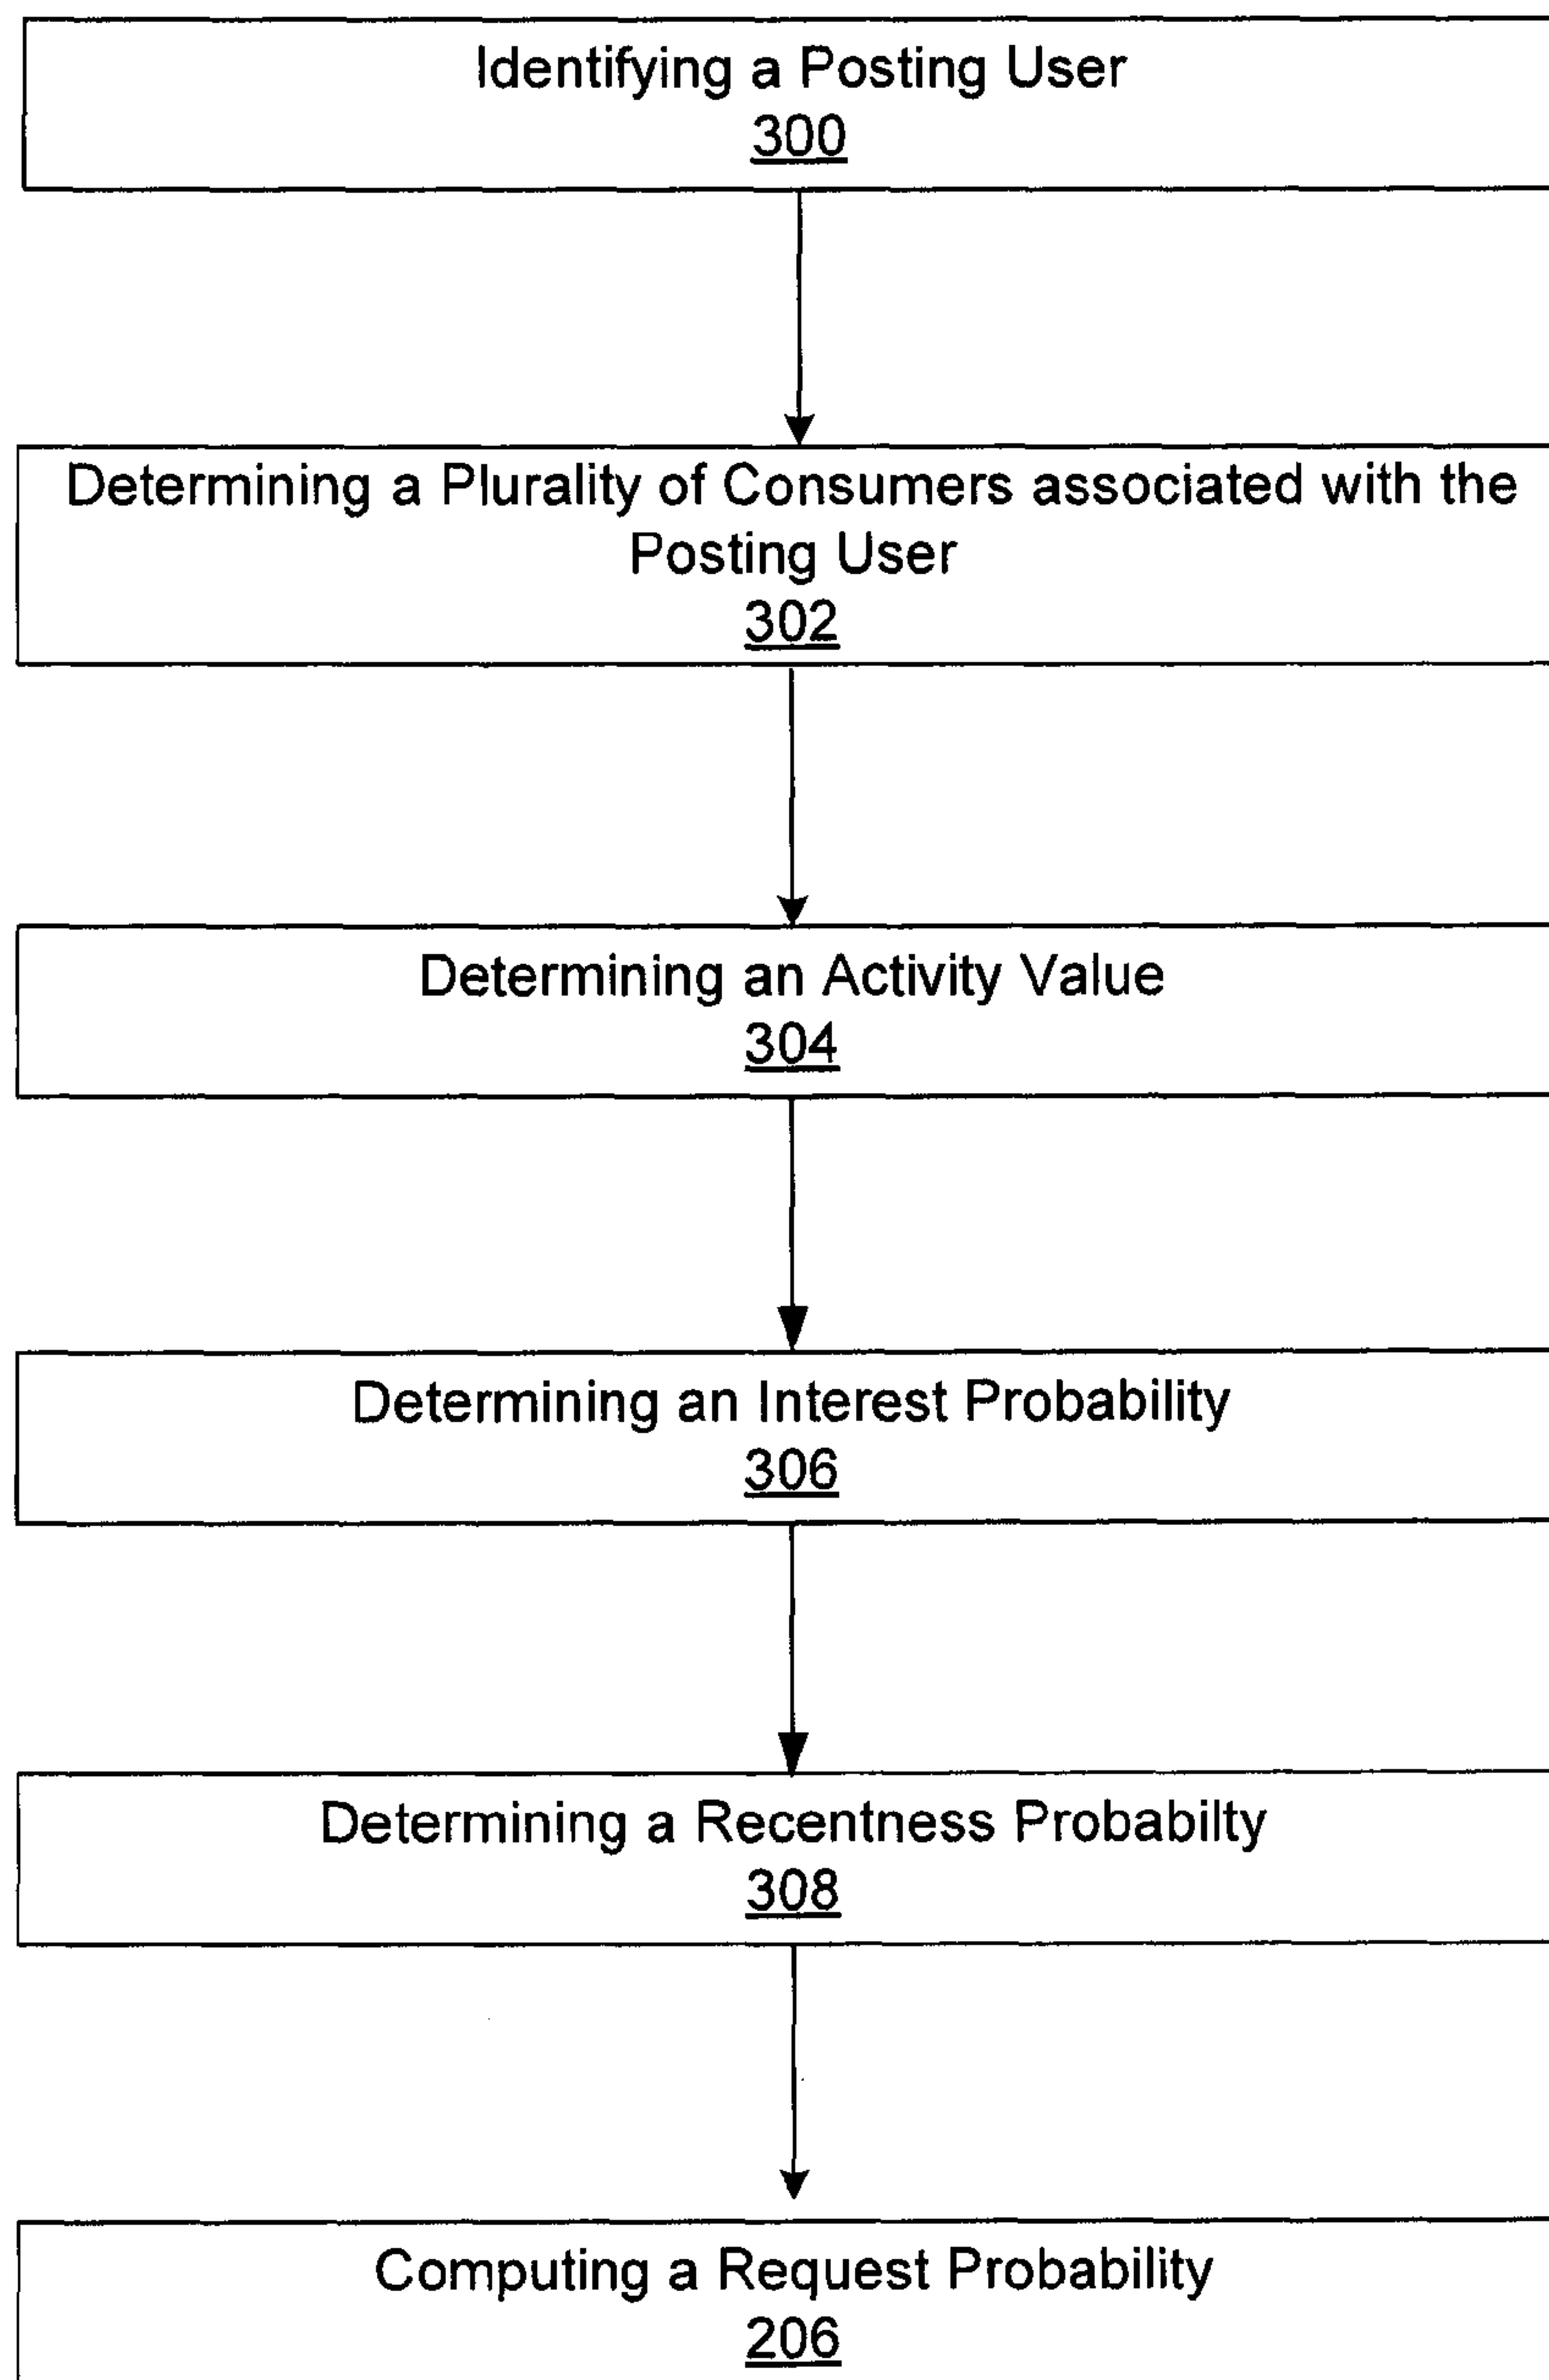 Identifying a Posting User
300
Determining a Plurality of Consumers associated with the
Posting User
302
Determining an Activity Value
304
Determining an Interest Probability
306
Determining a Recentness Probabilty
308
Computing a Request Probability
206